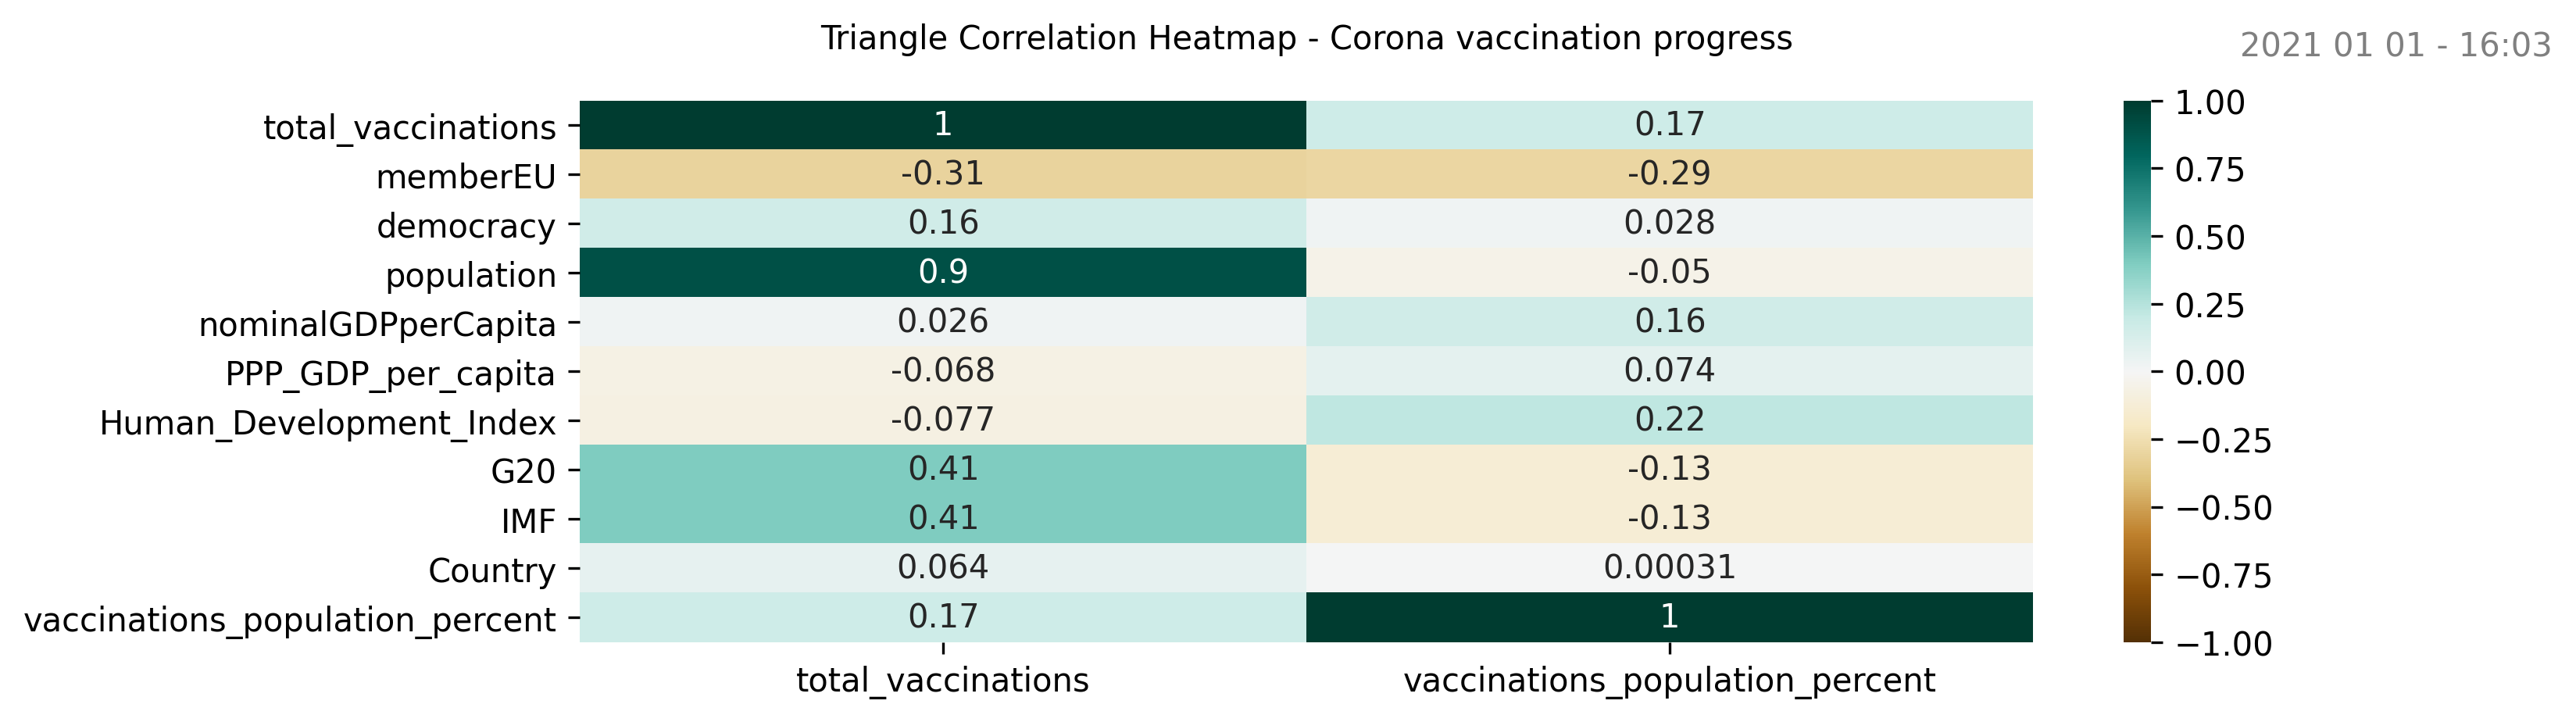 Triangle Correlation Heatmap - Corona vaccination progress
2021 01 01 - 16:03
total_vaccinations 1 0.17
memberEU -0.31 -0.29
democracy 0.16 0.028
population 0.9 -0.05
nominalGDPperCapita 0.026 0.16
PPP_GDP_per_capita -0.068 0.074
Human_Development_Index -0.077 0.22
G20 0.41 -0.13
IMF 0.41 -0.13
Country 0.064 0.00031
vaccinations_population_percent 0.17 1
total_vaccinations vaccinations_population_percent
1.00
0.75
0.50
0.25
0.00
−0.25
−0.50
−0.75
−1.00